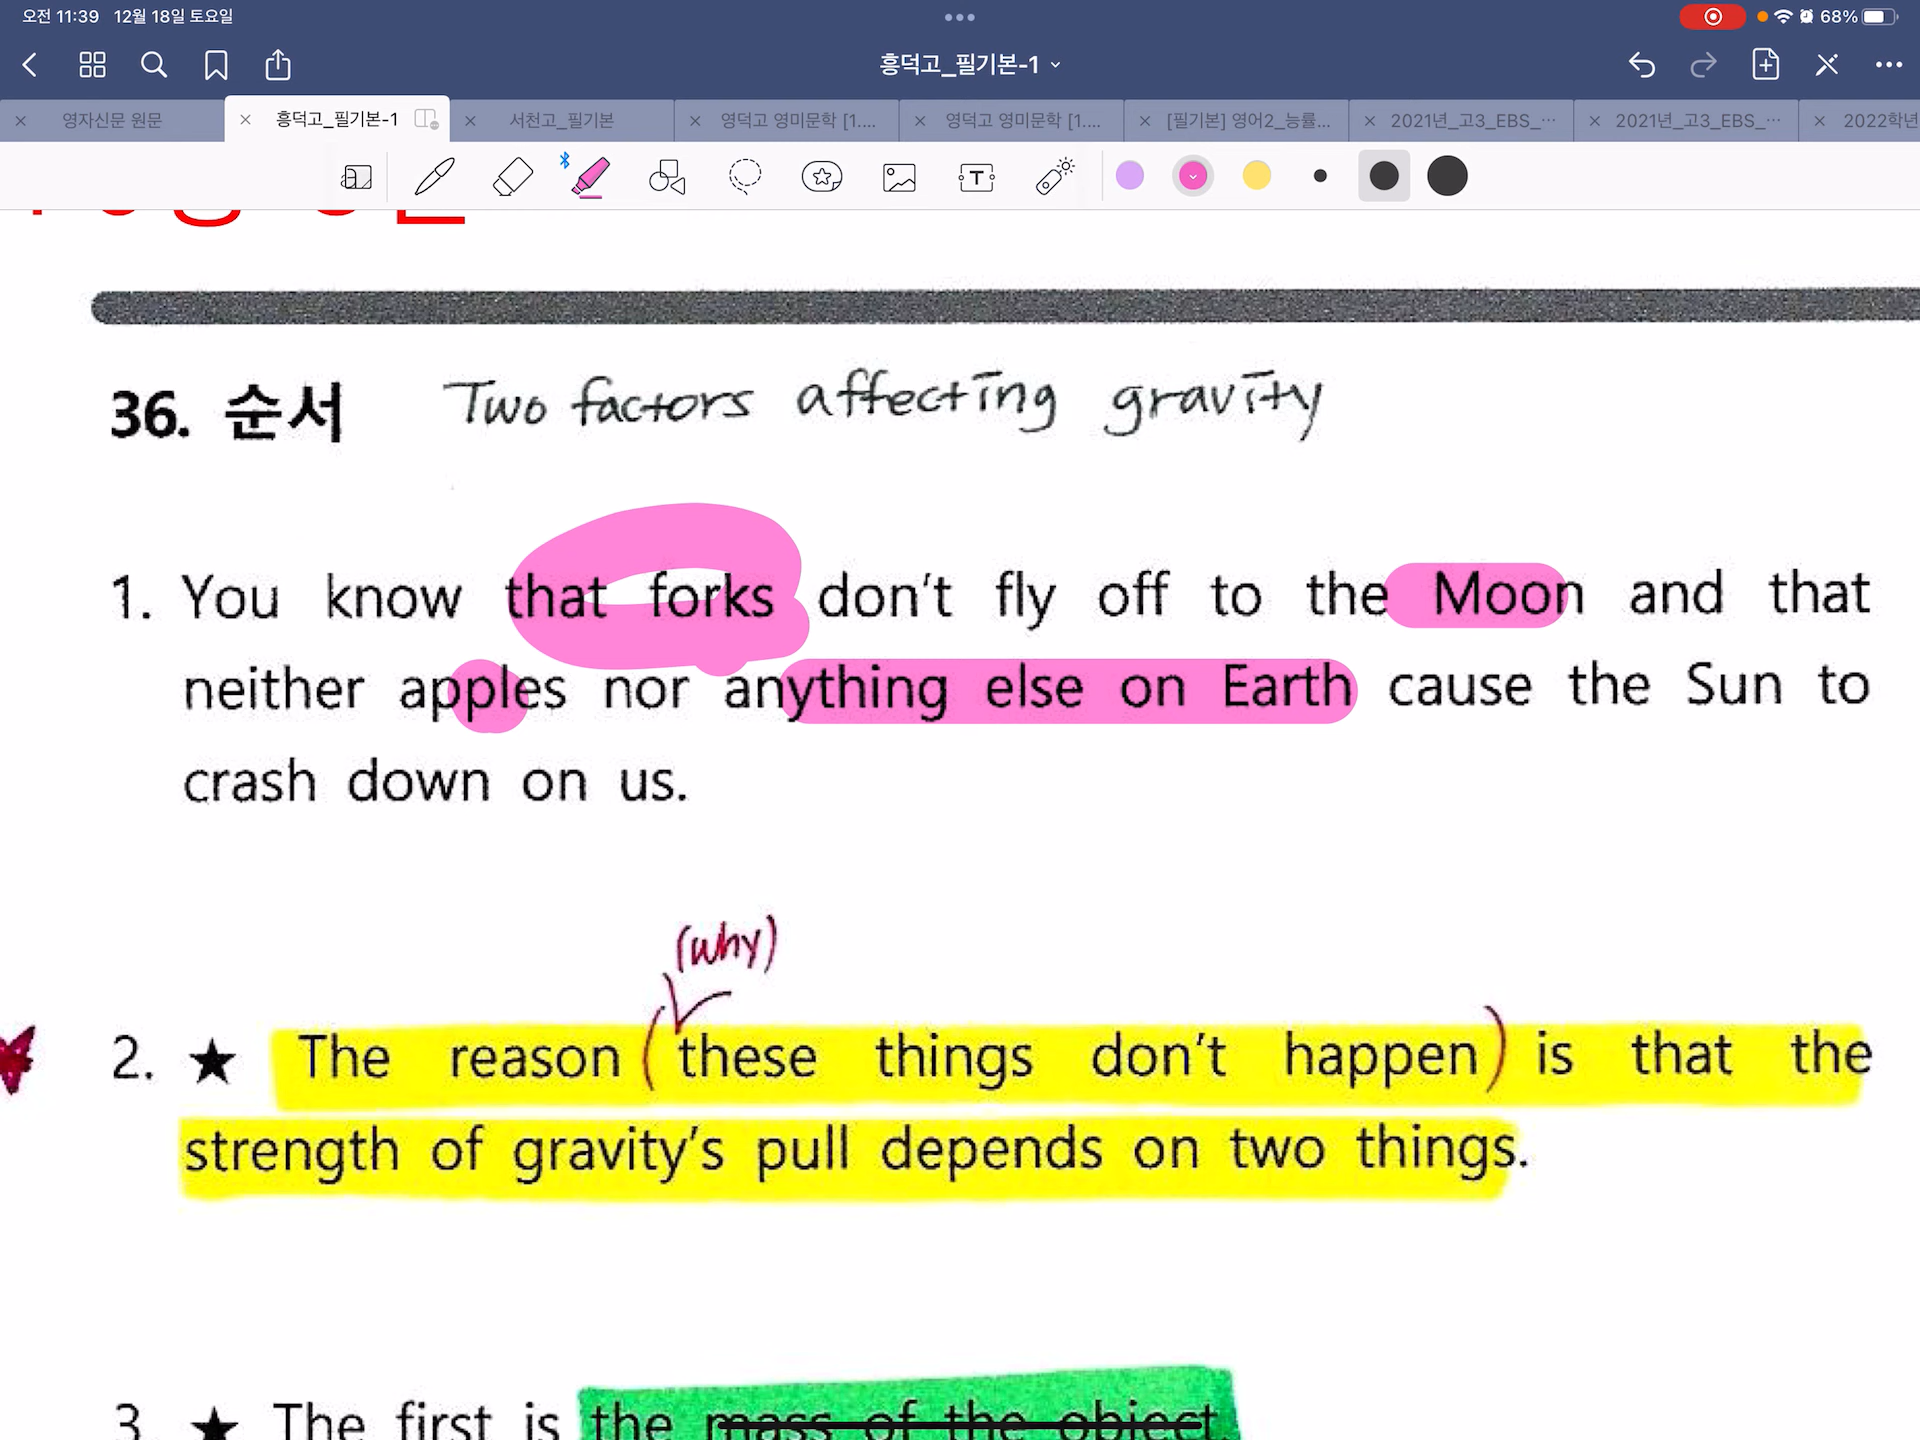 오전 11:39 12월 18일 토요일
68%
흥덕고_필기본-1
영자신문 원문
흥덕고_필기본-1
서천고_필기본
영덕고 영미문학 [1....
영덕고 영미문학 [1....
[필기본] 영어2_능률...
2021년_고3_EBS_...
2021년_고3_EBS_...
2022학년
36. 순서 Two factors affecting gravity
1. You know that forks don't fly off to the Moon and that
neither apples nor anything else on Earth cause the Sun to
crash down on us.
(why)
2. ★ The reason (these things don't happen) is that the
strength of gravity's pull depends on two things.
3. ★ The first is the mass of the object.